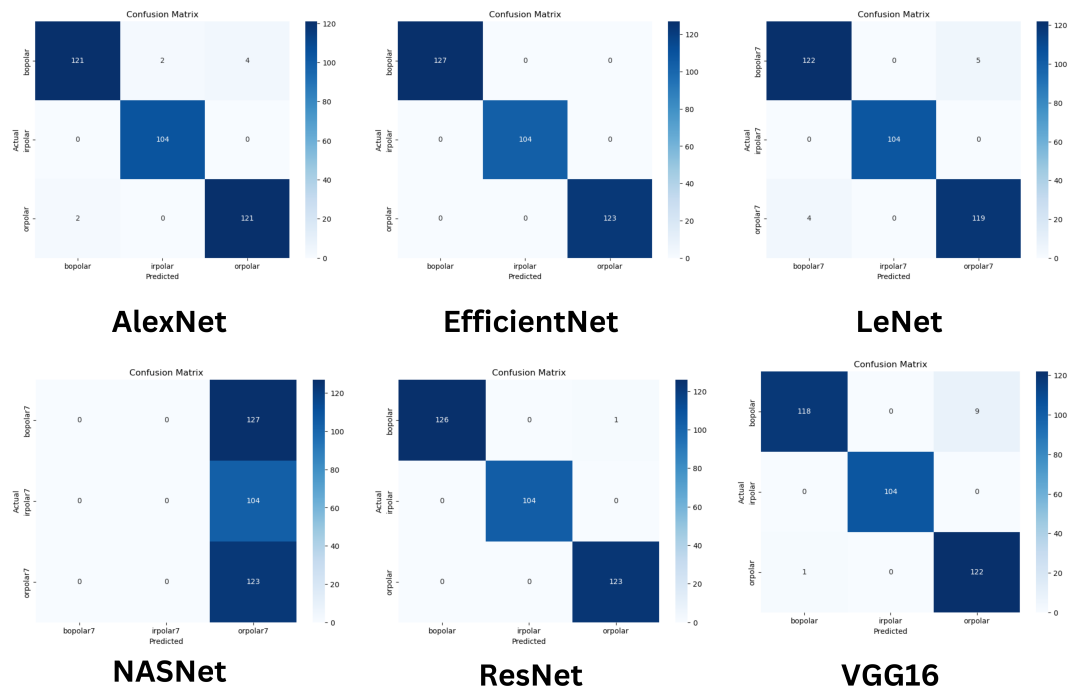 Confusion Matrix
bopolar 121 2 4
Actual
irpolar 0 104 0
orpolar 2 0 121
bopolar irpolar orpolar
Predicted
120
100
80
60
40
20
0
AlexNet
Confusion Matrix
bopolar 127 0 0
Actual
irpolar 0 104 0
orpolar 0 0 123
bopolar irpolar orpolar
Predicted
120
100
80
60
40
20
0
EfficientNet
Confusion Matrix
bopolar7 122 0 5
Actual
irpolar7 0 104 0
orpolar7 4 0 119
bopolar7 irpolar7 orpolar7
Predicted
120
100
80
60
40
20
0
LeNet
Confusion Matrix
bopolar7 0 0 127
Actual
irpolar7 0 0 104
orpolar7 0 0 123
bopolar7 irpolar7 orpolar7
Predicted
120
100
80
60
40
20
0
NASNet
Confusion Matrix
bopolar 126 0 1
Actual
irpolar 0 104 0
orpolar 0 0 123
bopolar irpolar orpolar
Predicted
120
100
80
60
40
20
0
ResNet
Confusion Matrix
bopolar 118 0 9
Actual
irpolar 0 104 0
orpolar 1 0 122
bopolar irpolar orpolar
Predicted
120
100
80
60
40
20
0
VGG16